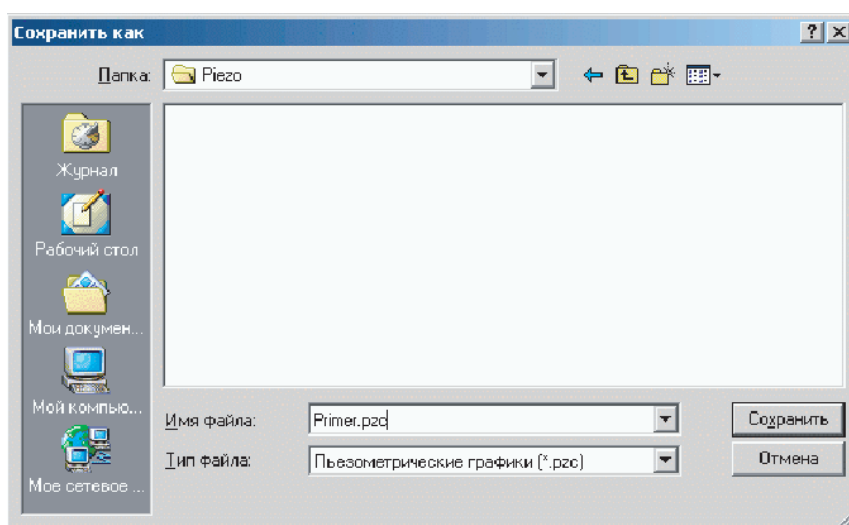 Сохранить как
Папка: Piezo
Журнал
Рабочий стол
Мои докумен...
Мой компью...
Мое сетевое ...
Имя файла: Primer.pzc
Сохранить
Тип файла: Пьезометрические графики (*.pzc)
Отмена